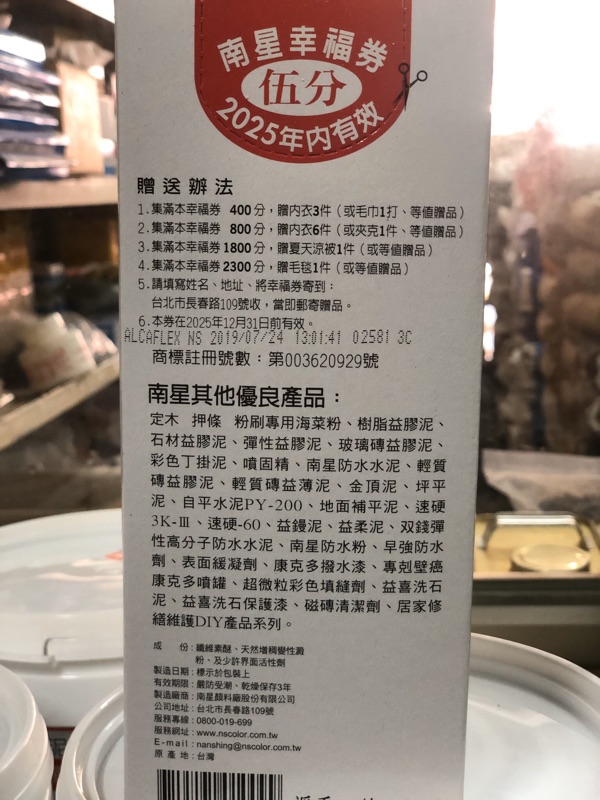 南星幸福券
伍分
2025年內有效
贈送辦法
1.集滿本幸福券 400分，贈內衣3件（或毛巾1打、等值贈品）
2.集滿本幸福券 800分，贈內衣6件（或夾克1件、等值贈品）
3.集滿本幸福券1800分，贈夏天涼被1件（或等值贈品）
4.集滿本幸福券2300分，贈毛毯1件（或等值贈品）
5.請填寫姓名、地址、將幸福券寄到：
台北市長春路109號收，當即郵寄贈品。
6.本券在2025年12月31日前有效。
ALCAFLEX NS 2019/07/24 13:01:41 02581 3C
商標註冊號數：第003620929號
南星其他優良產品：
定木 押條 粉刷專用海菜粉、樹脂益膠泥、
石材益膠泥、彈性益膠泥、玻璃磚益膠泥、
彩色丁掛泥、噴固精、南星防水水泥、輕質
磚益膠泥、輕質磚益薄泥、金頂泥、坪平
泥、自平水泥PY-200、地面補平泥、速硬
3K-III、速硬-60、益鏝泥、益柔泥、双錢彈
性高分子防水水泥、南星防水粉、早強防水
劑、表面緩凝劑、康克多撥水漆、專剋壁癌
康克多噴罐、超微粒彩色填縫劑、益喜洗石
泥、益喜洗石保護漆、磁磚清潔劑、居家修
繕維護DIY產品系列。
成 份：纖維素醚、天然增稠變性澱
粉、及少許界面活性劑
製造日期：標示於包裝上
有效期限：嚴防受潮、乾燥保存3年
製造廠商：南星顏料廠股份有限公司
公司地址：台北市長春路109號
服務專線：0800-019-699
服務網址：www.nscolor.com.tw
E-mail：nanshing@nscolor.com.tw
原 產 地：台灣